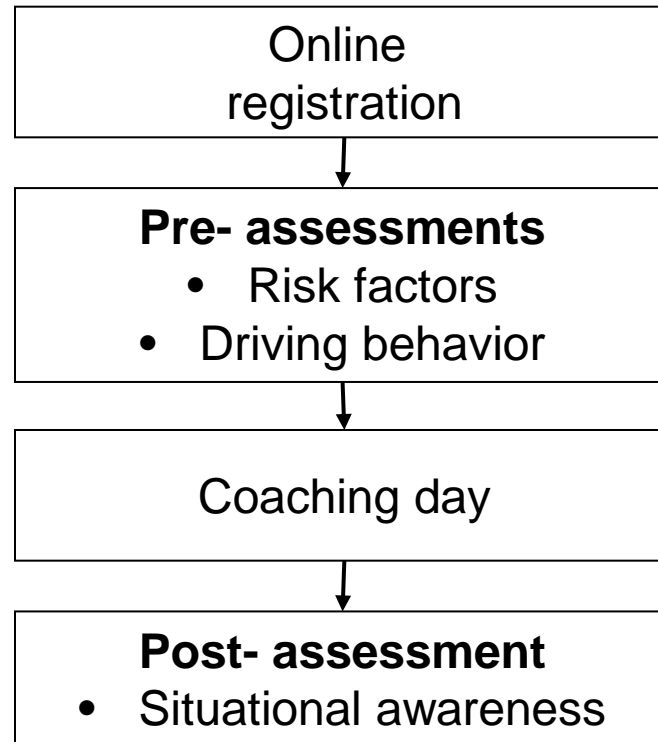 Online
registration
Pre- assessments
• Risk factors
• Driving behavior
Coaching day
Post- assessment
• Situational awareness